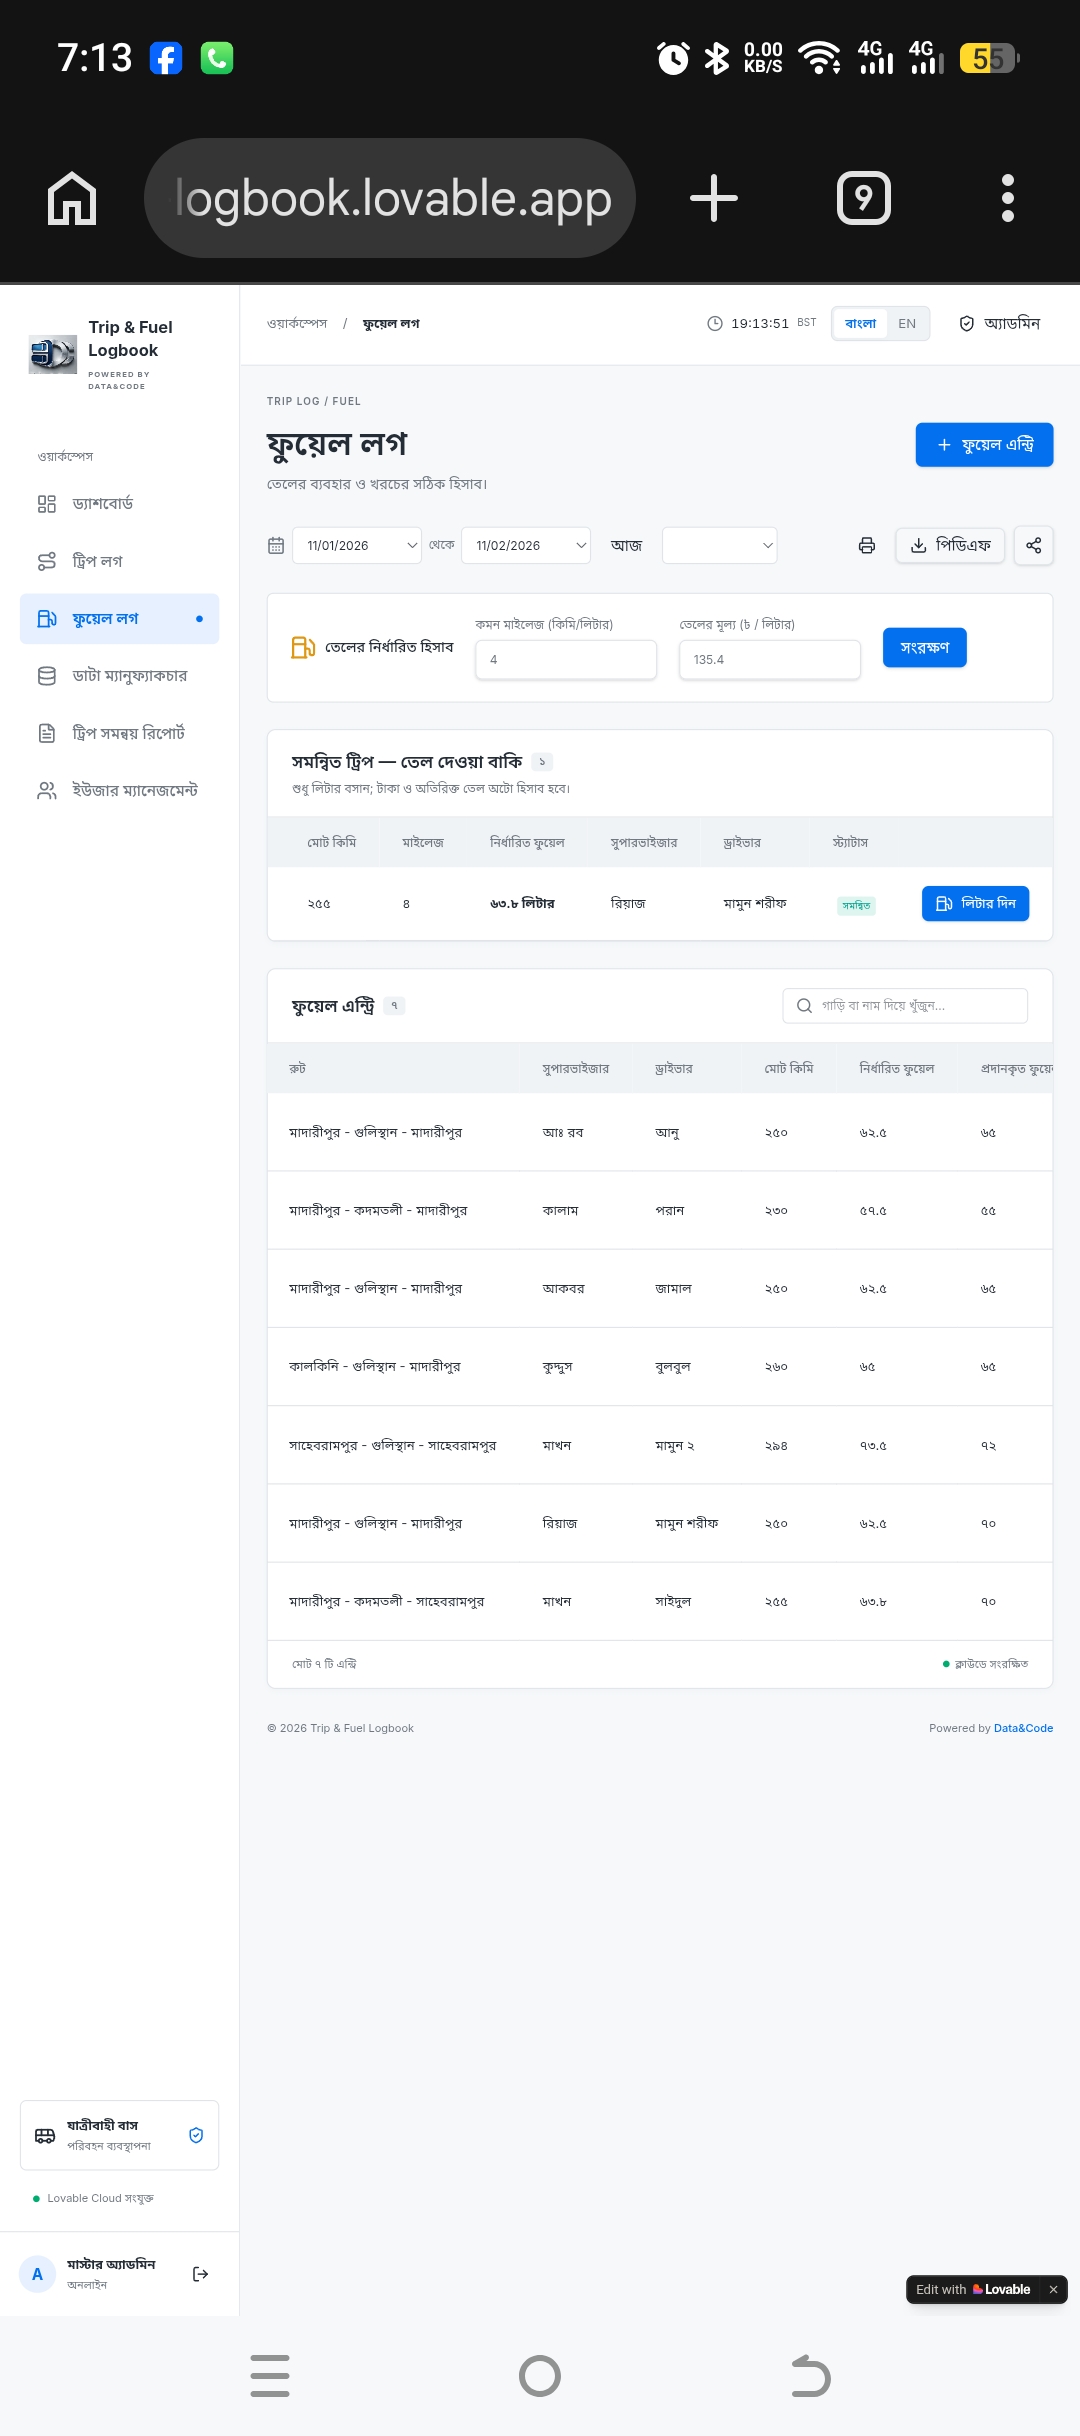 7:13
0.00 KB/S
4G
4G
55
logbook.lovable.app
9
Trip & Fuel Logbook
POWERED BY DATA&CODE
ওয়ার্কস্পেস / ফুয়েল লগ
19:13:51 BST
বাংলা EN
অ্যাডমিন
ওয়ার্কস্পেস
ড্যাশবোর্ড
ট্রিপ লগ
ফুয়েল লগ
ডাটা ম্যানুফ্যাকচার
ট্রিপ সমন্বয় রিপোর্ট
ইউজার ম্যানেজমেন্ট
TRIP LOG / FUEL
ফুয়েল লগ
ফুয়েল এন্ট্রি
তেলের ব্যবহার ও খরচের সঠিক হিসাব।
11/01/2026 থেকে 11/02/2026 আজ
পিডিএফ
তেলের নির্ধারিত হিসাব
কমন মাইলেজ (কিমি/লিটার)
4
তেলের মূল্য (৳ / লিটার)
135.4
সংরক্ষণ
সমন্বিত ট্রিপ — তেল দেওয়া বাকি ১
শুধু লিটার বসান; টাকা ও অতিরিক্ত তেল অটো হিসাব হবে।
মোট কিমি মাইলেজ নির্ধারিত ফুয়েল সুপারভাইজার ড্রাইভার স্ট্যাটাস
২৫৫ ৪ ৬৩.৮ লিটার রিয়াজ মামুন শরীফ সমন্বিত লিটার দিন
ফুয়েল এন্ট্রি ৭
গাড়ি বা নাম দিয়ে খুঁজুন...
রুট সুপারভাইজার ড্রাইভার মোট কিমি নির্ধারিত ফুয়েল প্রদানকৃত ফুয়ে
মাদারীপুর - গুলিস্থান - মাদারীপুর আঃ রব আনু ২৫০ ৬২.৫ ৬৫
মাদারীপুর - কদমতলী - মাদারীপুর কালাম পরান ২৩০ ৫৭.৫ ৫৫
মাদারীপুর - গুলিস্থান - মাদারীপুর আকবর জামাল ২৫০ ৬২.৫ ৬৫
কালকিনি - গুলিস্থান - মাদারীপুর কুদ্দুস বুলবুল ২৬০ ৬৫ ৬৫
সাহেবরামপুর - গুলিস্থান - সাহেবরামপুর মাখন মামুন ২ ২৯৪ ৭৩.৫ ৭২
মাদারীপুর - গুলিস্থান - মাদারীপুর রিয়াজ মামুন শরীফ ২৫০ ৬২.৫ ৭০
মাদারীপুর - কদমতলী - সাহেবরামপুর মাখন সাইদুল ২৫৫ ৬৩.৮ ৭০
মোট ৭ টি এন্ট্রি
ক্লাউডে সংরক্ষিত
© 2026 Trip & Fuel Logbook
Powered by Data&Code
যাত্রীবাহী বাস
পরিবহন ব্যবস্থাপনা
Lovable Cloud সংযুক্ত
A
মাস্টার অ্যাডমিন
অনলাইন
Edit with Lovable